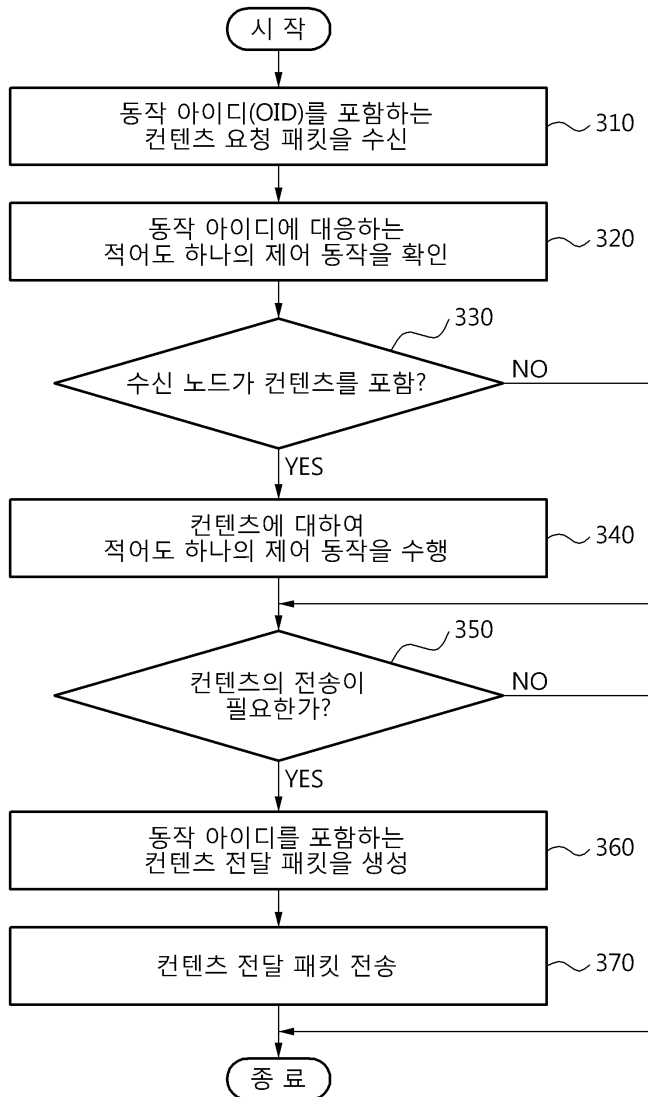 시 작
동작 아이디(OID)를 포함하는
컨텐츠 요청 패킷을 수신
310
동작 아이디에 대응하는
적어도 하나의 제어 동작을 확인
320
330
수신 노드가 컨텐츠를 포함?
NO
YES
컨텐츠에 대하여
적어도 하나의 제어 동작을 수행
340
350
컨텐츠의 전송이
필요한가?
NO
YES
동작 아이디를 포함하는
컨텐츠 전달 패킷을 생성
360
컨텐츠 전달 패킷 전송
370
종 료